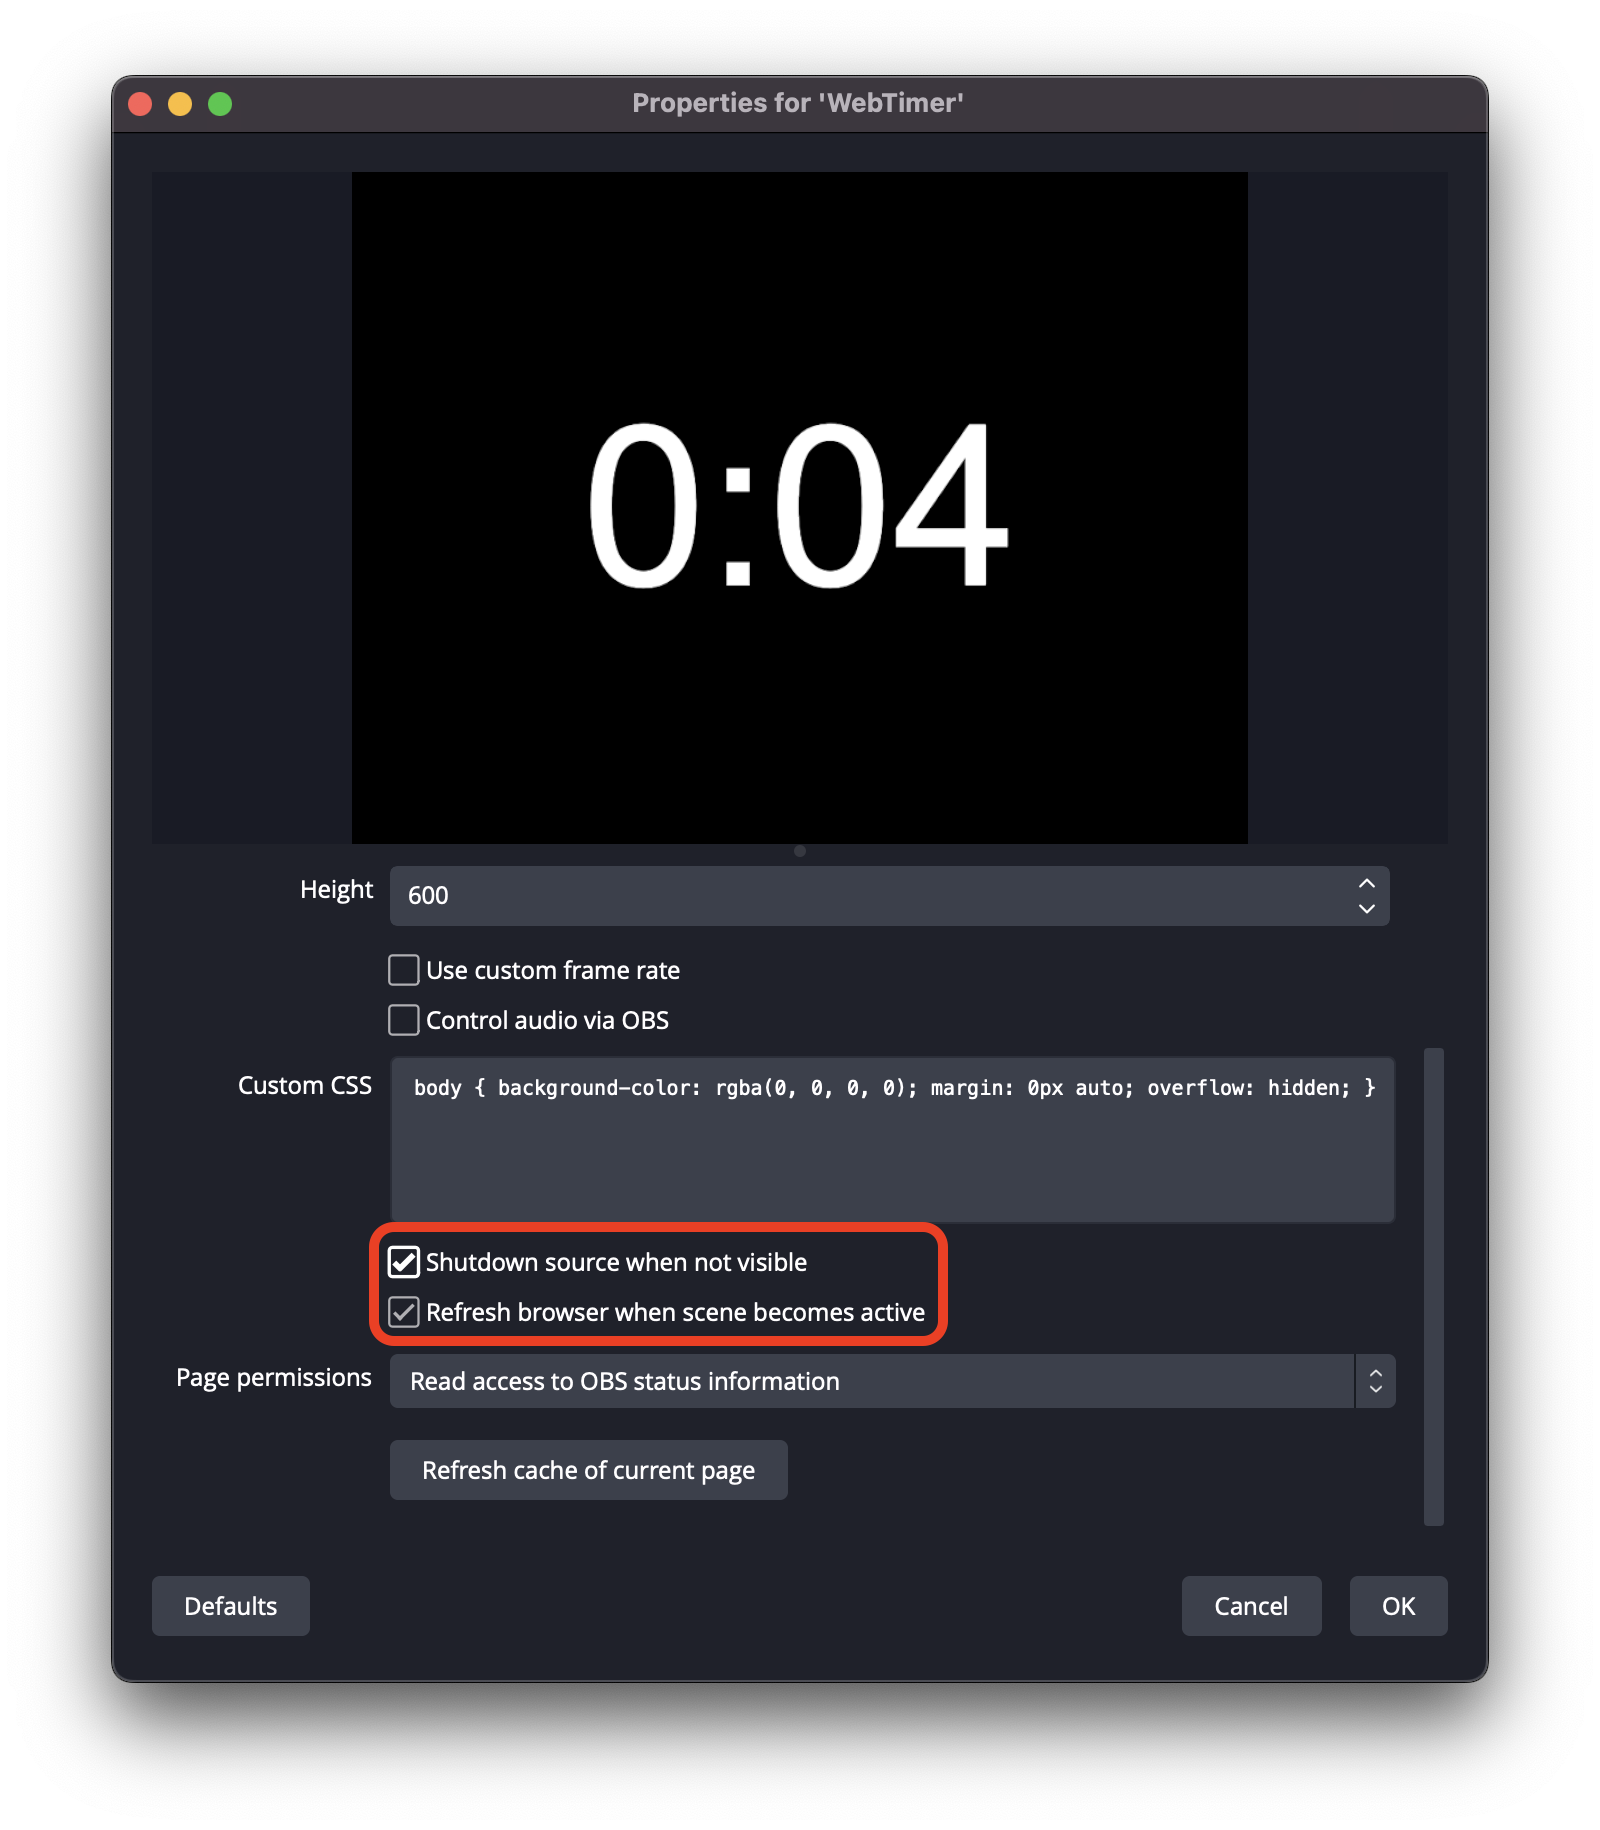 Properties for 'WebTimer'
0:04
Height
600
Use custom frame rate
Control audio via OBS
Custom CSS
body { background-color: rgba(0, 0, 0, 0); margin: 0px auto; overflow: hidden; }
Shutdown source when not visible
Refresh browser when scene becomes active
Page permissions
Read access to OBS status information
Refresh cache of current page
Defaults
Cancel
OK